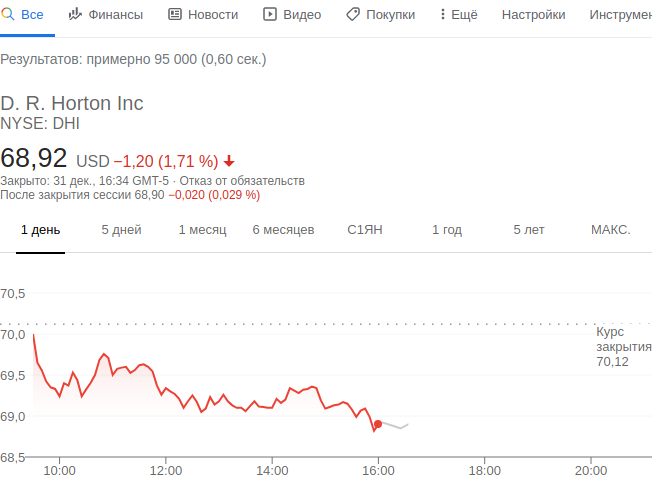 Все Финансы Новости Видео Покупки Ещё Настройки Инструмен
Результатов: примерно 95 000 (0,60 сек.)
D. R. Horton Inc
NYSE: DHI
68,92 USD −1,20 (1,71 %)
Закрыто: 31 дек., 16:34 GMT-5 · Отказ от обязательств
После закрытия сессии 68,90 −0,020 (0,029 %)
1 день 5 дней 1 месяц 6 месяцев С1ЯН 1 год 5 лет МАКС.
70,5
70,0
Курс
закрытия
70,12
69,5
69,0
68,5
10:00 12:00 14:00 16:00 18:00 20:00